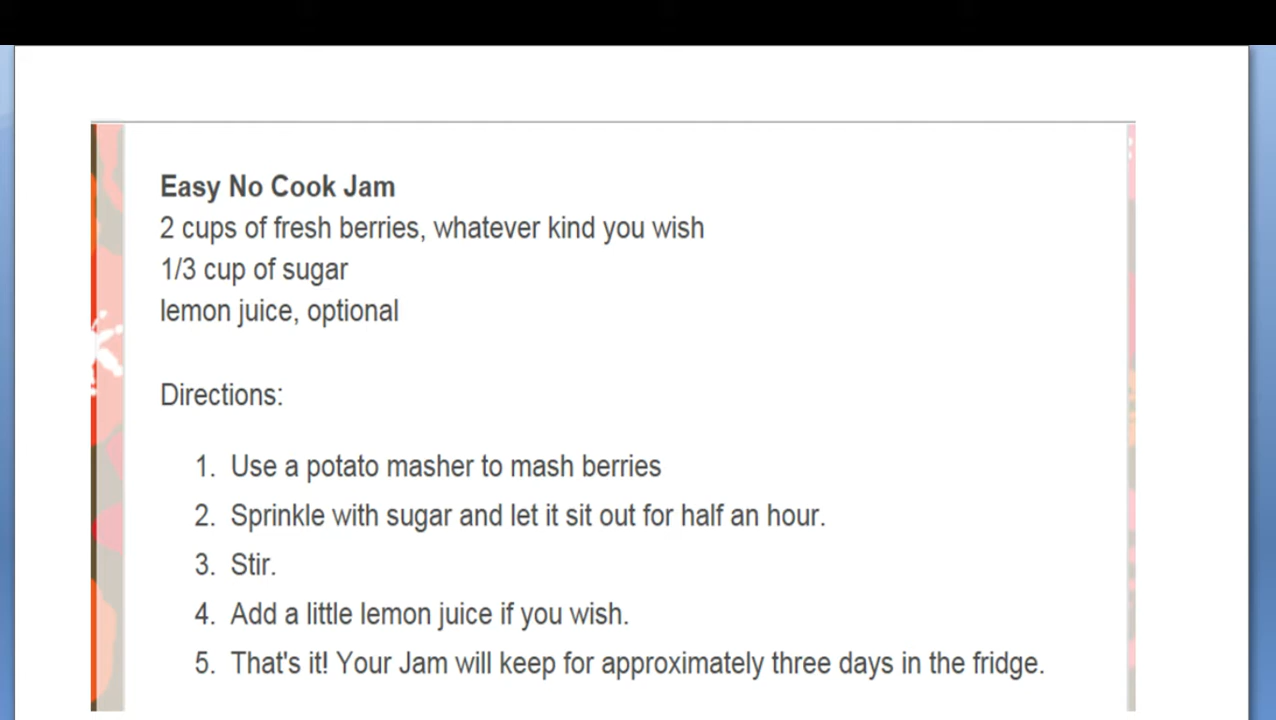 Easy No Cook Jam
2 cups of fresh berries, whatever kind you wish
1/3 cup of sugar
lemon juice, optional
Directions:
1. Use a potato masher to mash berries
2. Sprinkle with sugar and let it sit out for half an hour.
3. Stir.
4. Add a little lemon juice if you wish.
5. That's it! Your Jam will keep for approximately three days in the fridge.